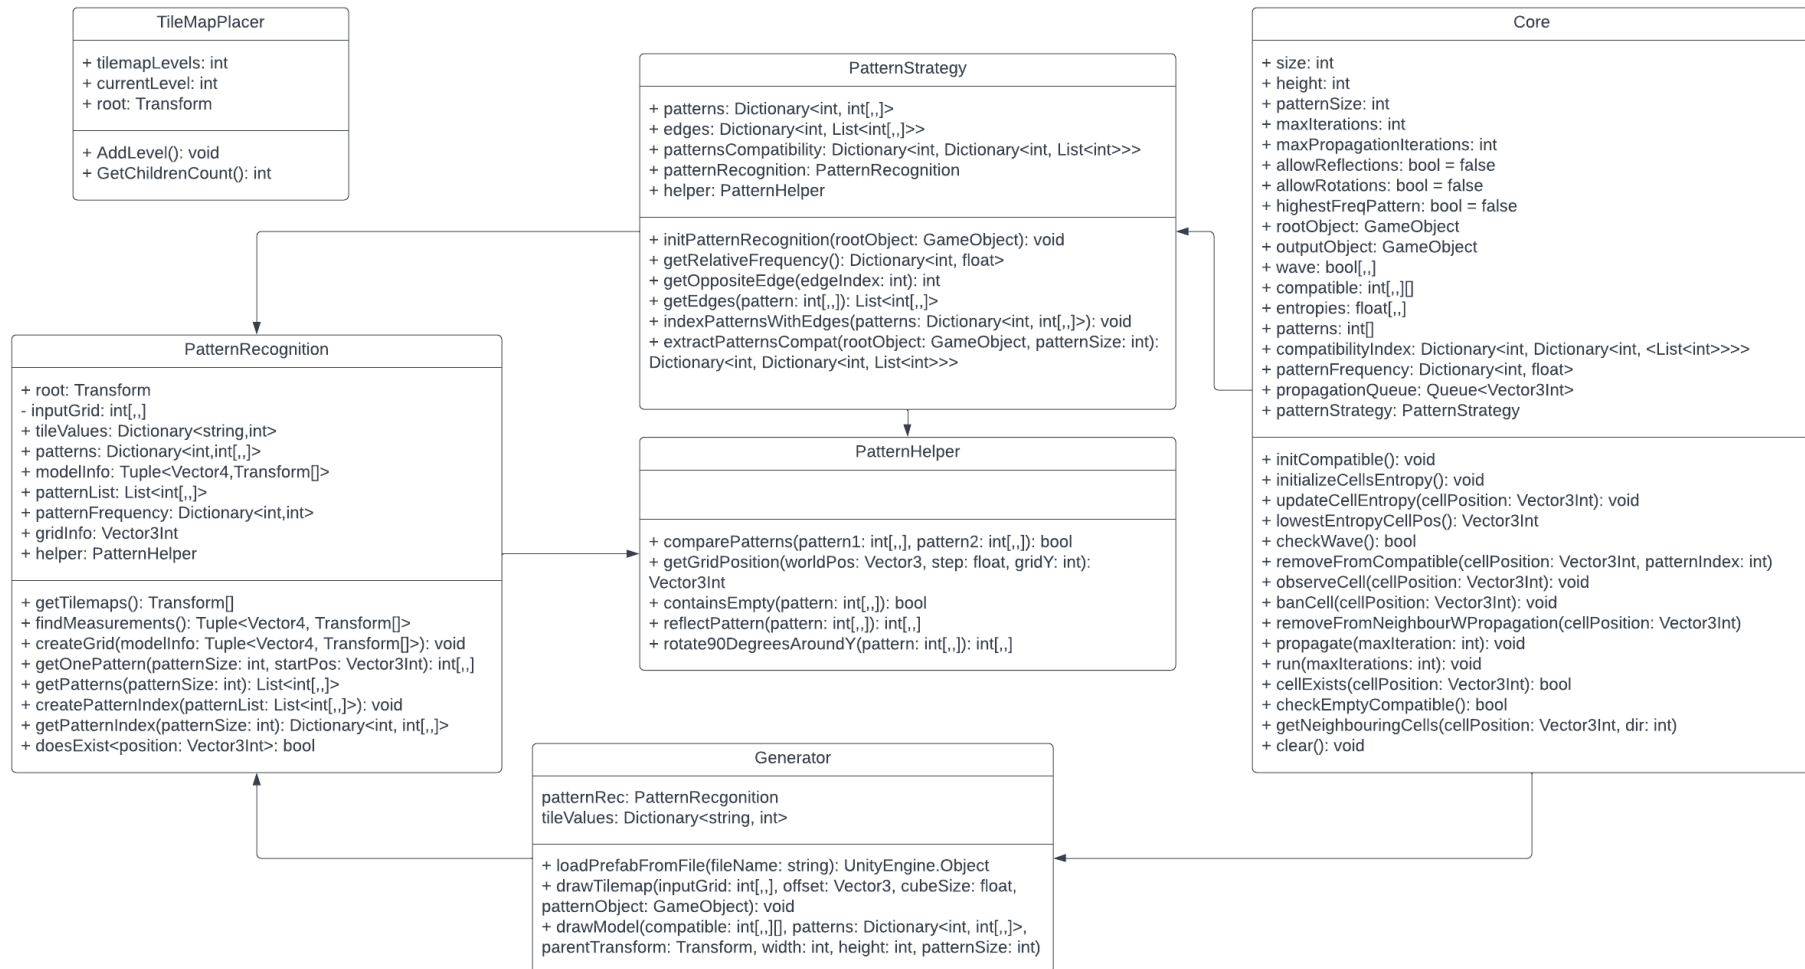 TileMapPlacer
+ tilemapLevels: int
+ currentLevel: int
+ root: Transform
+ AddLevel(): void
+ GetChildrenCount(): int
PatternStrategy
+ patterns: Dictionary<int, int[,,]>
+ edges: Dictionary<int, List<int[,,]>>
+ patternsCompatibility: Dictionary<int, Dictionary<int, List<int>>>
+ patternRecognition: PatternRecognition
+ helper: PatternHelper
+ initPatternRecognition(rootObject: GameObject): void
+ getRelativeFrequency(): Dictionary<int, float>
+ getOppositeEdge(edgeIndex: int): int
+ getEdges(pattern: int[,,]): List<int[,,]>
+ indexPatternsWithEdges(patterns: Dictionary<int, int[,,]>): void
+ extractPatternsCompat(rootObject: GameObject, patternSize: int):
Dictionary<int, Dictionary<int, List<int>>>
Core
+ size: int
+ height: int
+ patternSize: int
+ maxIterations: int
+ maxPropagationIterations: int
+ allowReflections: bool = false
+ allowRotations: bool = false
+ highestFreqPattern: bool = false
+ rootObject: GameObject
+ outputObject: GameObject
+ wave: bool[,,]
+ compatible: int[,,][]
+ entropies: float[,,]
+ patterns: int[]
+ compatibilityIndex: Dictionary<int, Dictionary<int, <List<int>>>>
+ patternFrequency: Dictionary<int, float>
+ propagationQueue: Queue<Vector3Int>
+ patternStrategy: PatternStrategy
+ initCompatible(): void
+ initializeCellsEntropy(): void
+ updateCellEntropy(cellPosition: Vector3Int): void
+ lowestEntropyCellPos(): Vector3Int
+ checkWave(): bool
+ removeFromCompatible(cellPosition: Vector3Int, patternIndex: int)
+ observeCell(cellPosition: Vector3Int): void
+ banCell(cellPosition: Vector3Int): void
+ removeFromNeighbourWPropagation(cellPosition: Vector3Int)
+ propagate(maxIteration: int): void
+ run(maxIterations: int): void
+ cellExists(cellPosition: Vector3Int): bool
+ checkEmptyCompatible(): bool
+ getNeighbouringCells(cellPosition: Vector3Int, dir: int)
+ clear(): void
PatternRecognition
+ root: Transform
- inputGrid: int[,,]
+ tileValues: Dictionary<string,int>
+ patterns: Dictionary<int,int[,,]>
+ modelInfo: Tuple<Vector4,Transform[]>
+ patternList: List<int[,,]>
+ patternFrequency: Dictionary<int,int>
+ gridInfo: Vector3Int
+ helper: PatternHelper
+ getTilemaps(): Transform[]
+ findMeasurements(): Tuple<Vector4, Transform[]>
+ createGrid(modelInfo: Tuple<Vector4, Transform[]>): void
+ getOnePattern(patternSize: int, startPos: Vector3Int): int[,,]
+ getPatterns(patternSize: int): List<int[,,]>
+ createPatternIndex(patternList: List<int[,,]>): void
+ getPatternIndex(patternSize: int): Dictionary<int, int[,,]>
+ doesExist<position: Vector3Int>: bool
PatternHelper
+ comparePatterns(pattern1: int[,,], pattern2: int[,,]): bool
+ getGridPosition(worldPos: Vector3, step: float, gridY: int):
Vector3Int
+ containsEmpty(pattern: int[,,]): bool
+ reflectPattern(pattern: int[,,]): int[,,]
+ rotate90DegreesAroundY(pattern: int[,,]): int[,,]
Generator
patternRec: PatternRecgonition
tileValues: Dictionary<string, int>
+ loadPrefabFromFile(fileName: string): UnityEngine.Object
+ drawTilemap(inputGrid: int[,,], offset: Vector3, cubeSize: float,
patternObject: GameObject): void
+ drawModel(compatible: int[,,][], patterns: Dictionary<int, int[,,]>,
parentTransform: Transform, width: int, height: int, patternSize: int)